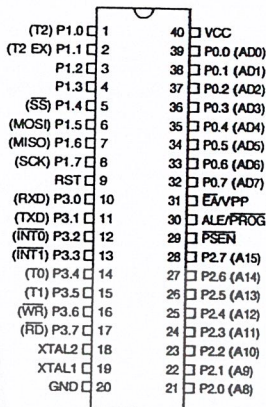 (T2) P1.0 1 40 VCC
(T2 EX) P1.1 2 39 P0.0 (AD0)
P1.2 3 38 P0.1 (AD1)
P1.3 4 37 P0.2 (AD2)
(SS) P1.4 5 36 P0.3 (AD3)
(MOSI) P1.5 6 35 P0.4 (AD4)
(MISO) P1.6 7 34 P0.5 (AD5)
(SCK) P1.7 8 33 P0.6 (AD6)
RST 9 32 P0.7 (AD7)
(RXD) P3.0 10 31 EA/VPP
(TXD) P3.1 11 30 ALE/PROG
(INT0) P3.2 12 29 PSEN
(INT1) P3.3 13 28 P2.7 (A15)
(T0) P3.4 14 27 P2.6 (A14)
(T1) P3.5 15 26 P2.5 (A13)
(WR) P3.6 16 25 P2.4 (A12)
(RD) P3.7 17 24 P2.3 (A11)
XTAL2 18 23 P2.2 (A10)
XTAL1 19 22 P2.1 (A9)
GND 20 21 P2.0 (A8)